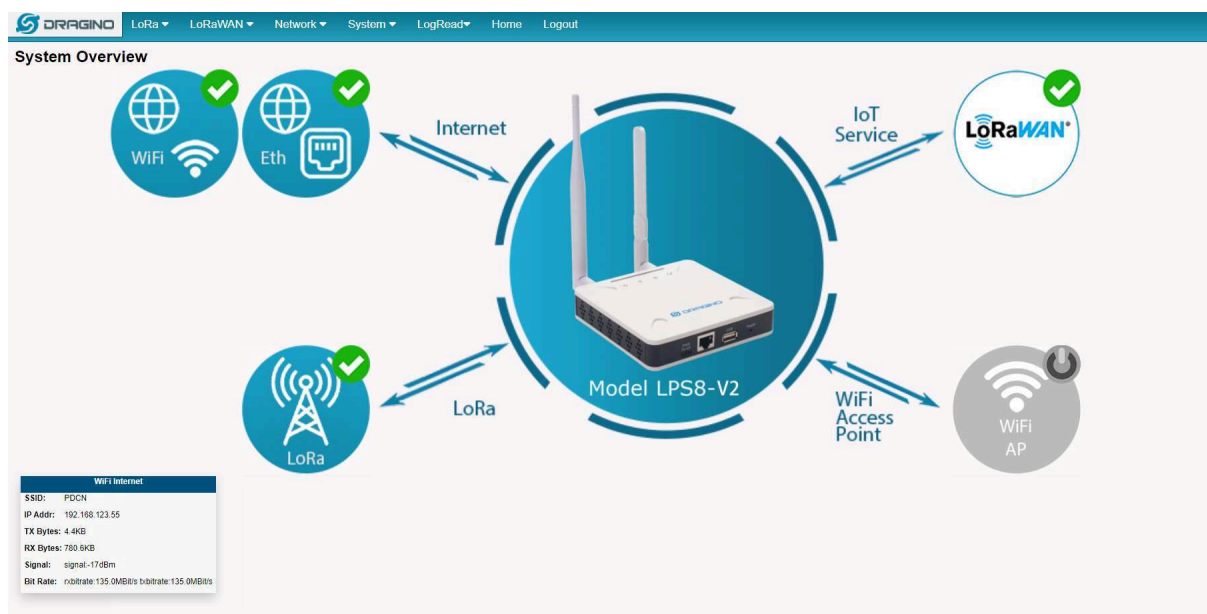 DRAGINO LoRa LoRaWAN Network System LogRead Home Logout
System Overview
WiFi
Eth
Internet
IoT
Service
LoRaWAN®
DRAGINO
Model LPS8-V2
LoRa
LoRa
WiFi
Access
Point
WiFi
AP
WiFi Internet
SSID: PDCN
IP Addr: 192.168.123.55
TX Bytes: 4.4KB
RX Bytes: 780.6KB
Signal: signal:-17dBm
Bit Rate: rxbitrate:135.0MBit/s txbitrate:135.0MBit/s